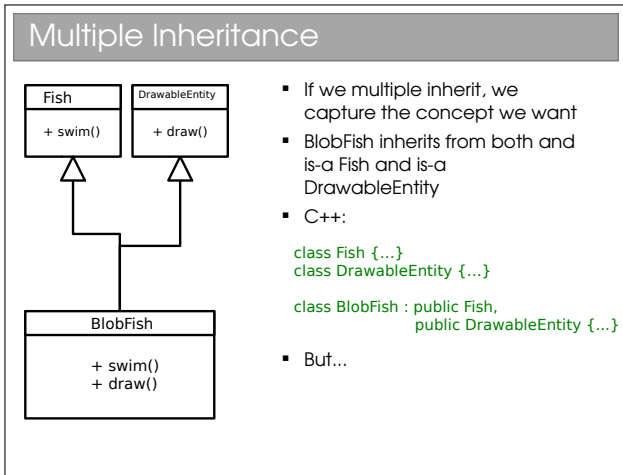 Multiple Inheritance
Fish
+ swim()
DrawableEntity
+ draw()
BlobFish
+ swim()
+ draw()
▪ If we multiple inherit, we
capture the concept we want
▪ BlobFish inherits from both and
is-a Fish and is-a
DrawableEntity
▪ C++:
class Fish {...}
class DrawableEntity {...}
class BlobFish : public Fish,
public DrawableEntity {...}
▪ But...